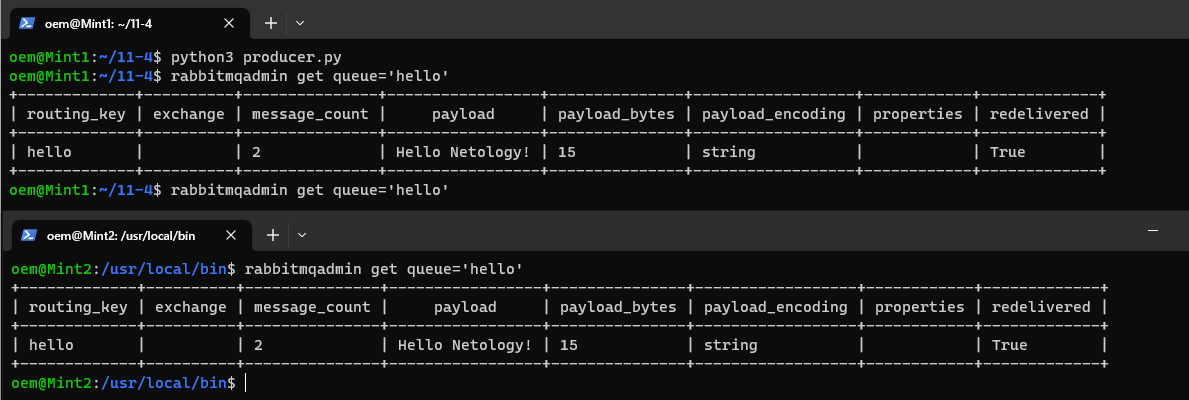 oem@Mint1: ~/11-4
oem@Mint1:~/11-4$ python3 producer.py
oem@Mint1:~/11-4$ rabbitmqadmin get queue='hello'
+-------------+----------+---------------+----------------+---------------+------------------+------------+-------------+
| routing_key | exchange | message_count |    payload     | payload_bytes | payload_encoding | properties | redelivered |
+-------------+----------+---------------+----------------+---------------+------------------+------------+-------------+
| hello       |          | 2             | Hello Netology! | 15            | string           |            | True        |
+-------------+----------+---------------+----------------+---------------+------------------+------------+-------------+
oem@Mint1:~/11-4$ rabbitmqadmin get queue='hello'
oem@Mint2: /usr/local/bin
oem@Mint2:/usr/local/bin$ rabbitmqadmin get queue='hello'
+-------------+----------+---------------+----------------+---------------+------------------+------------+-------------+
| routing_key | exchange | message_count |    payload     | payload_bytes | payload_encoding | properties | redelivered |
+-------------+----------+---------------+----------------+---------------+------------------+------------+-------------+
| hello       |          | 2             | Hello Netology! | 15            | string           |            | True        |
+-------------+----------+---------------+----------------+---------------+------------------+------------+-------------+
oem@Mint2:/usr/local/bin$